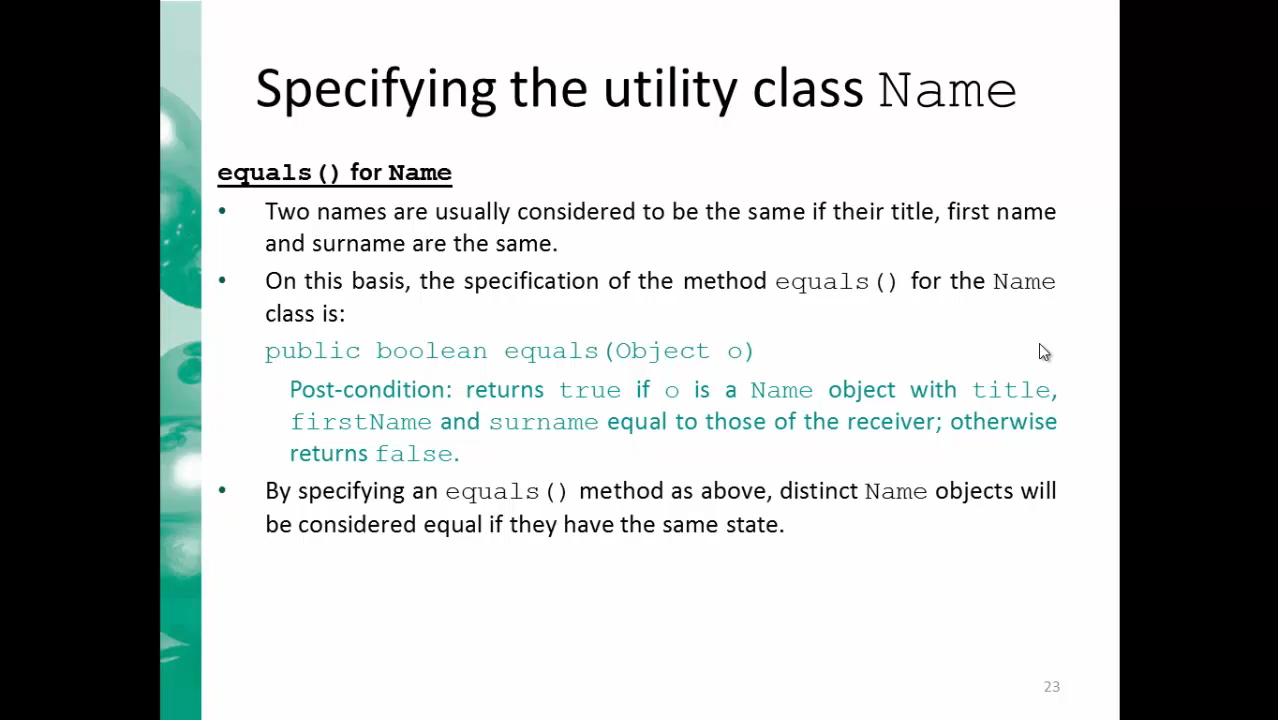 Specifying the utility class Name
equals() for Name
• Two names are usually considered to be the same if their title, first name
and surname are the same.
• On this basis, the specification of the method equals() for the Name
class is:
public boolean equals(Object o)
Post-condition: returns true if o is a Name object with title,
firstName and surname equal to those of the receiver; otherwise
returns false.
• By specifying an equals() method as above, distinct Name objects will
be considered equal if they have the same state.
23